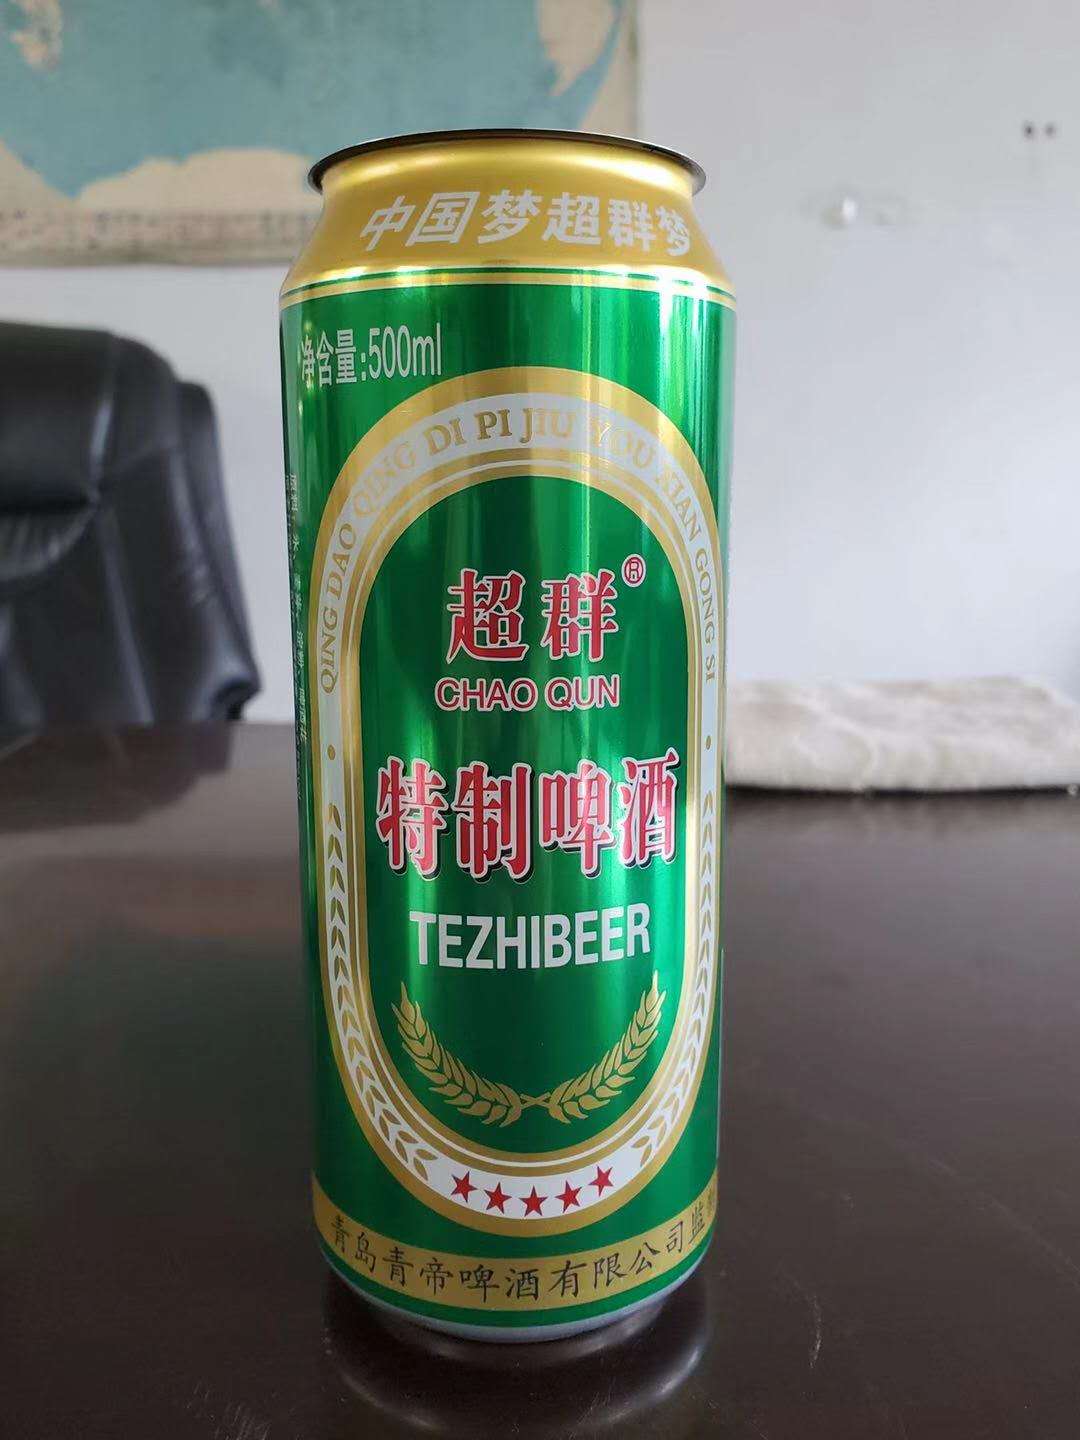 中国梦超群梦
净含量:500ml
QING DAO QING DI PI JIU YOU XIAN GONG SI
超群®
CHAO QUN
特制啤酒
TEZHIBEER
青岛青帝啤酒有限公司监制